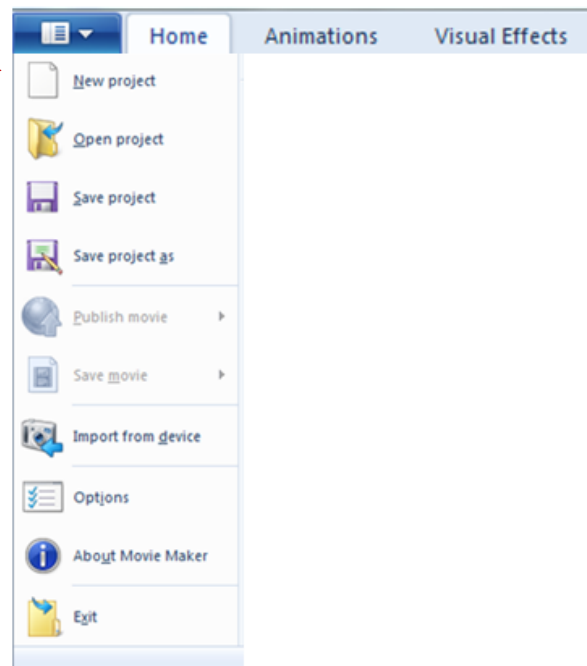 Home Animations Visual Effects
New project
Open project
Save project
Save project as
Publish movie
Save movie
Import from device
Options
About Movie Maker
Exit